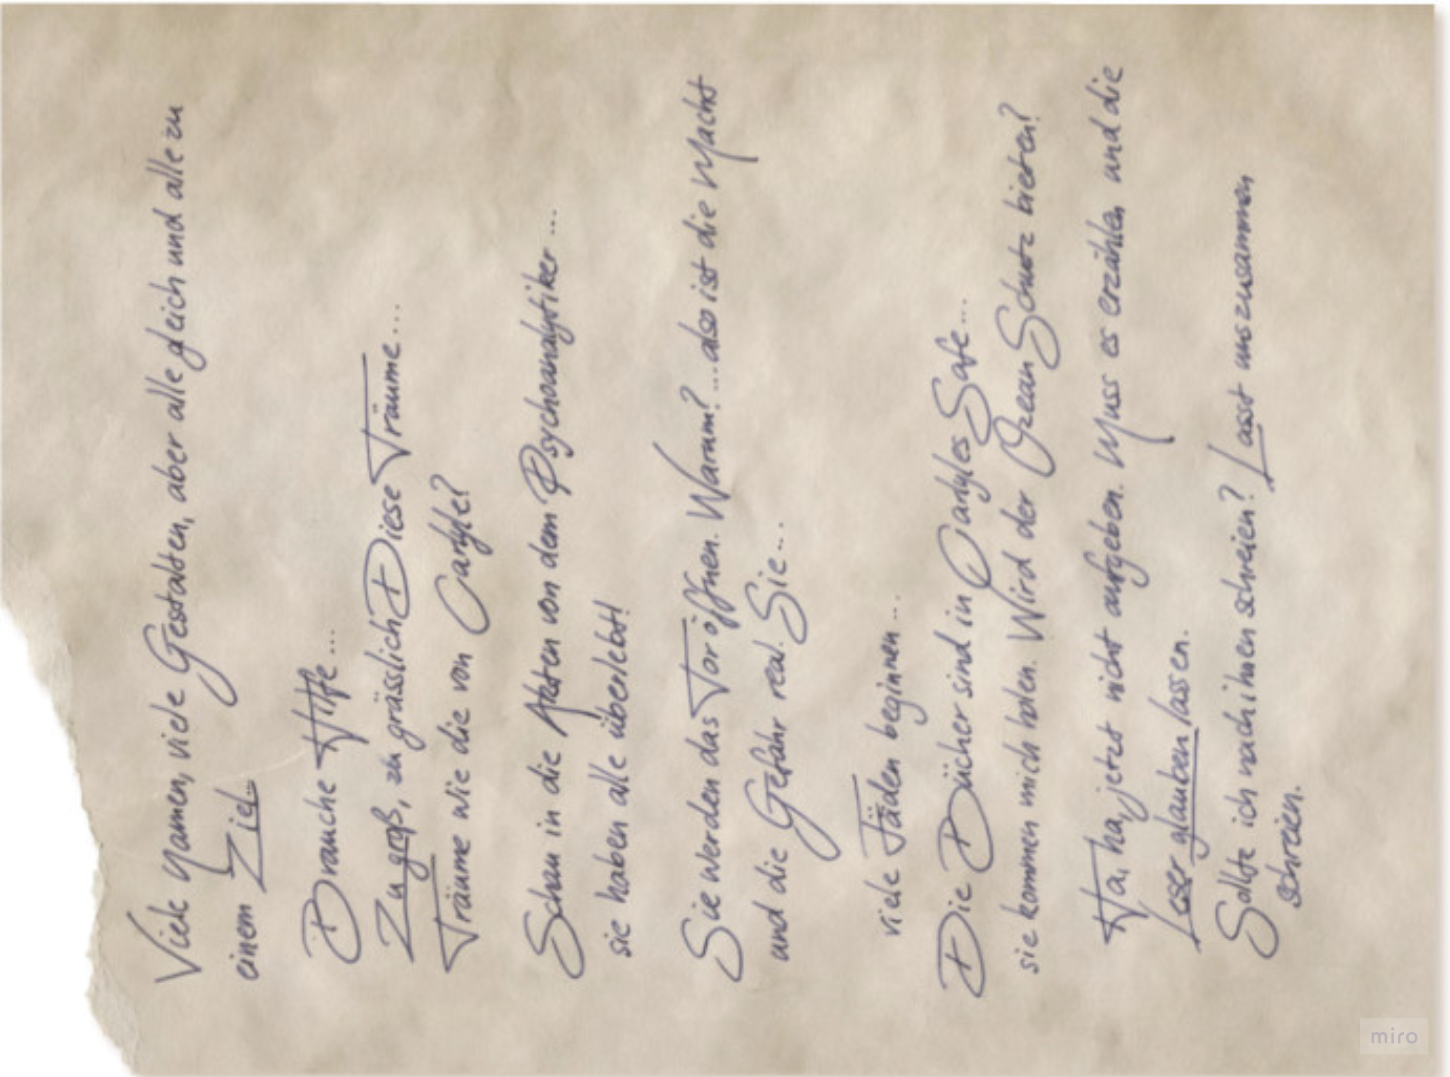 Viele Namen, viele Gestalten, aber alle gleich und alle zu
einem Ziel...
Brauche Hilfe...
Zu groß, zu grässlich Diese Träume...
Träume wie die von Carlyle?
Schau in die Akten von dem Psychoanalytiker...
sie haben alle überlebt!
Sie werden das Tor öffnen. Warum?...also ist die Macht
und die Gefahr real. Sie...
viele Fäden beginnen...
Die Bücher sind in Carlyles Safe...
sie kommen mich holen. Wird der Ozean Schutz bieten?
Ha, ha, jetzt nicht aufgeben. Muss es erzählen und die
Leser glauben lassen.
Sollte ich nach ihnen schreien? Lasst uns zusammen
schreien.
miro